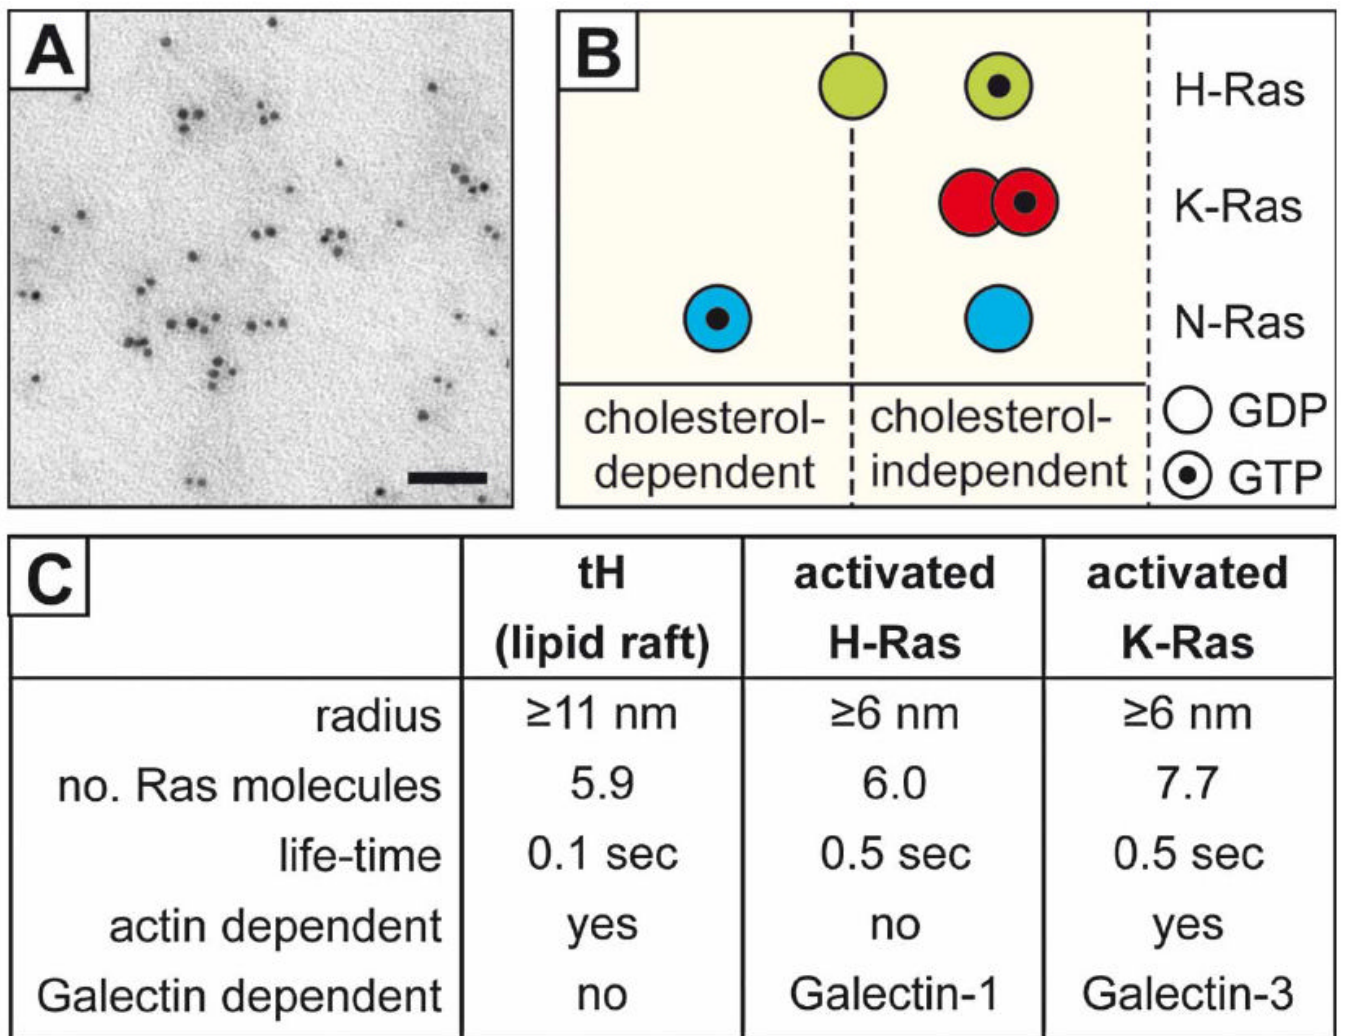 A
B
H-Ras
K-Ras
N-Ras
cholesterol-
dependent
cholesterol-
independent
GDP
GTP
C
tH
(lipid raft)
activated
H-Ras
activated
K-Ras
radius ≥11 nm ≥6 nm ≥6 nm
no. Ras molecules 5.9 6.0 7.7
life-time 0.1 sec 0.5 sec 0.5 sec
actin dependent yes no yes
Galectin dependent no Galectin-1 Galectin-3